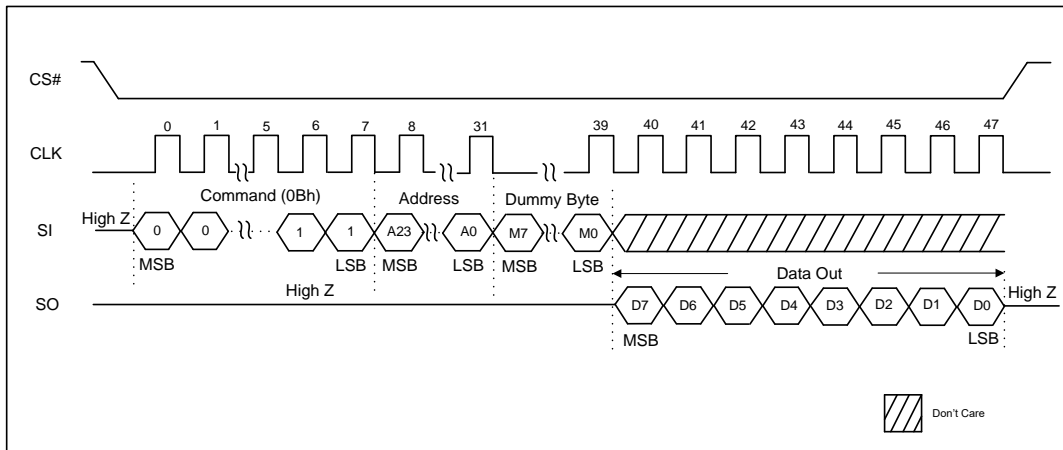 CS#
0 1 5 6 7 8 31 39 40 41 42 43 44 45 46 47
CLK
Command (0Bh) Address Dummy Byte
High Z
SI 0 0 1 1 A23 A0 M7 M0
MSB LSB MSB LSB MSB LSB Data Out
High Z High Z
SO D7 D6 D5 D4 D3 D2 D1 D0
MSB LSB
Don't Care